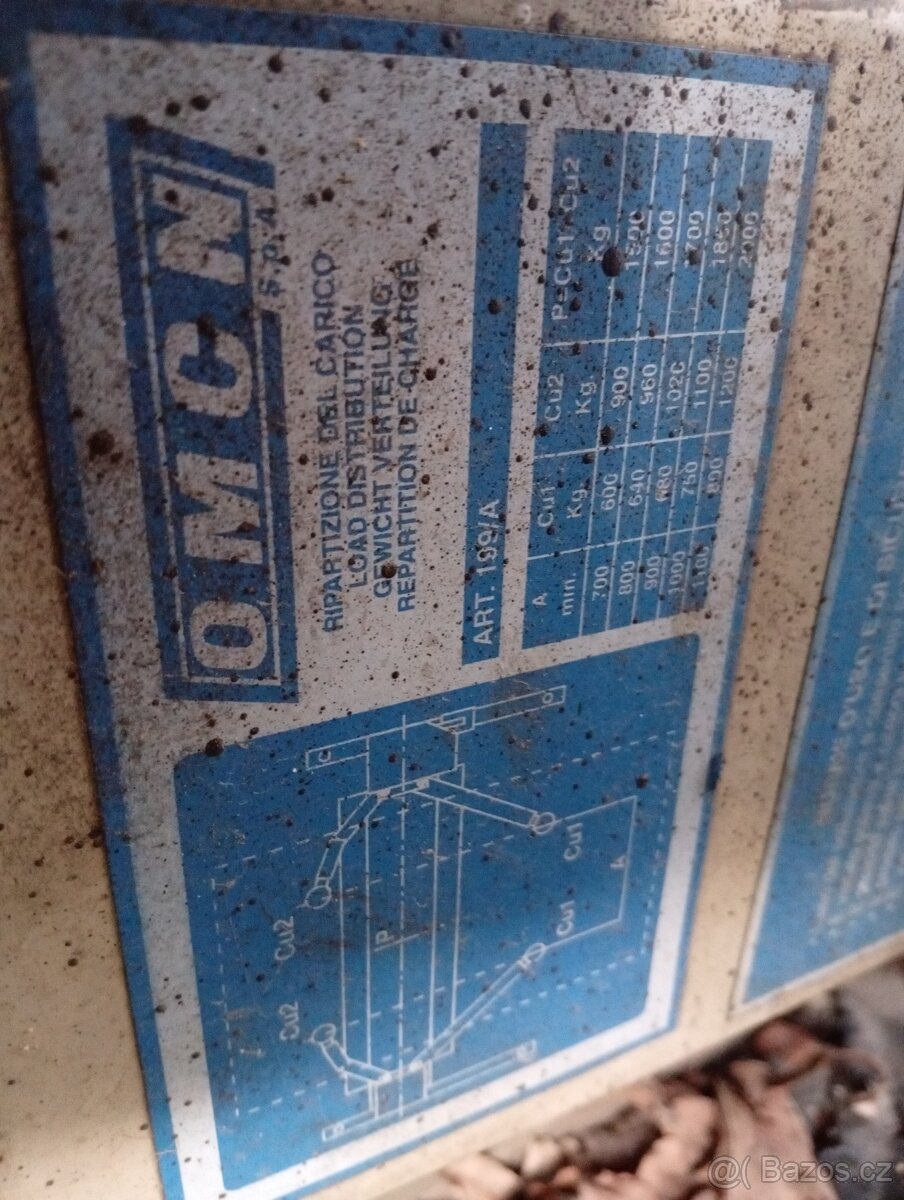 OMCN
S.p.A.
RIPARTIZIONE DEL CARICO
LOAD DISTRIBUTION
GEWICHT VERTEILUNG
REPARTITION DE CHARGE
ART. 199/A
A Cu1 Cu2 P=Cu1+Cu2
mm. Kg Kg Kg
700 600 900 1500
800 640 960 1600
900 680 1020 1700
1000 750 1100 1850
1100 1200
Cu2 Cu2
P
Cu1 Cu1
A
@( Bazos.cz